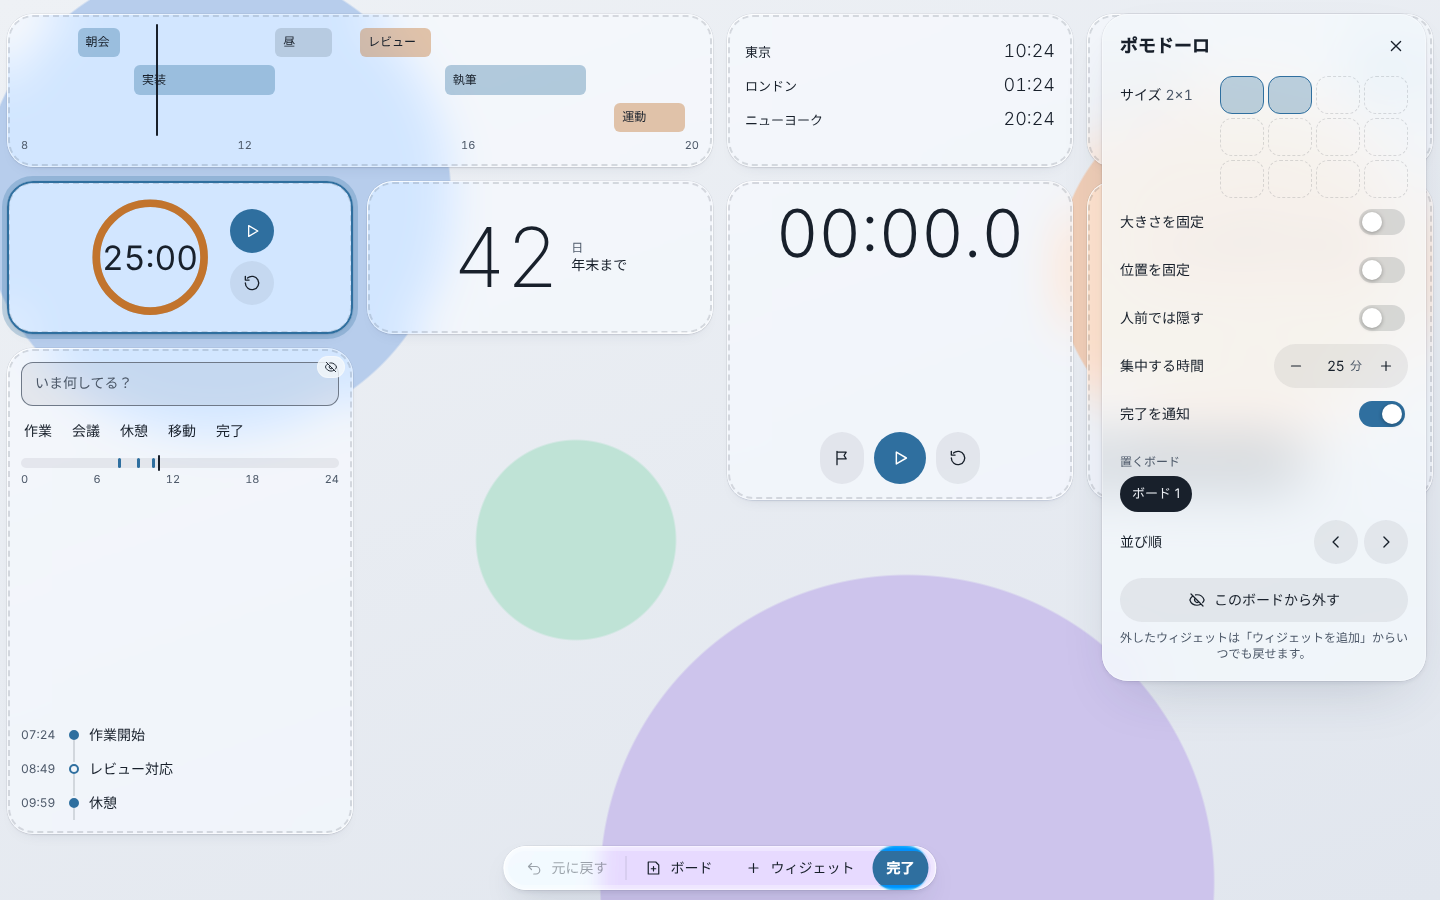 朝会
昼
レビュー
実装
執筆
運動
8
12
16
20
東京 10:24
ロンドン 01:24
ニューヨーク 20:24
25:00
42
日
年末まで
00:00.0
いま何してる？
作業 会議 休憩 移動 完了
0 6 12 18 24
07:24 作業開始
08:49 レビュー対応
09:59 休憩
ポモドーロ
サイズ 2×1
大きさを固定
位置を固定
人前では隠す
集中する時間 − 25 分 +
完了を通知
置くボード
ボード 1
並び順
このボードから外す
外したウィジェットは「ウィジェットを追加」からい
つでも戻せます。
元に戻す
ボード
ウィジェット
完了